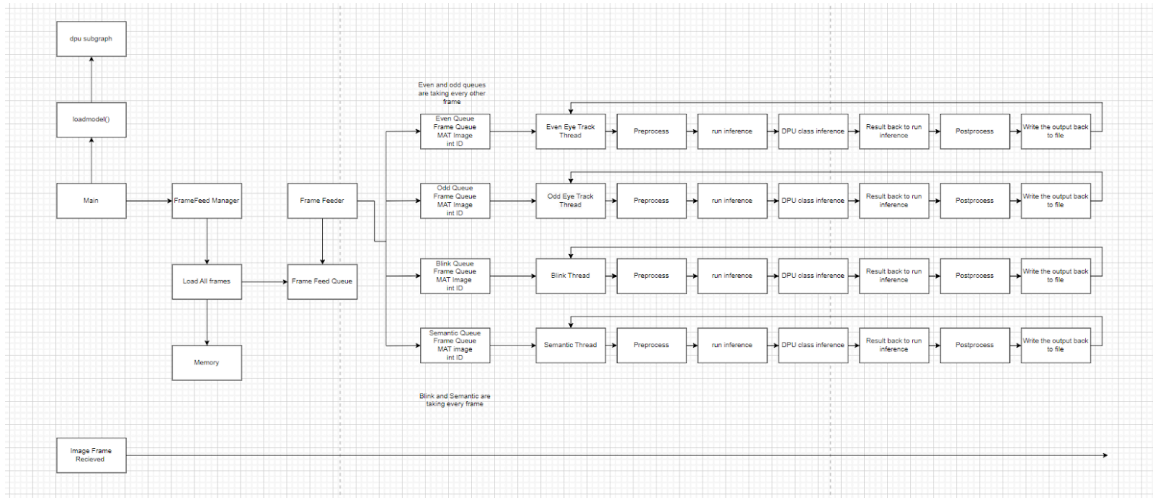 dpu subgraph
loadmodel()
Main
FrameFeed Manager
Load All frames
Memory
Frame Feeder
Frame Feed Queue
Even and odd queues
are taking every other
frame
Even Queue
Frame Queue
MAT Image
int ID
Even Eye Track
Thread
Preprocess
run inference
DPU class inference
Result back to run
inference
Postprocess
Write the output back
to file
Odd Queue
Frame Queue
MAT Image
int ID
Odd Eye Track
Thread
Preprocess
run inference
DPU class inference
Result back to run
inference
Postprocess
Write the output back
to file
Blink Queue
Frame Queue
MAT Image
int ID
Blink Thread
Preprocess
run inference
DPU class inference
Result back to run
inference
Postprocess
Write the output back
to file
Semantic Queue
Frame Queue
MAT image
int ID
Semantic Thread
Preprocess
run inference
DPU class inference
Result back to run
inference
Postprocess
Write the output back
to file
Blink and Semantic are
taking every frame
Image Frame
Recieved